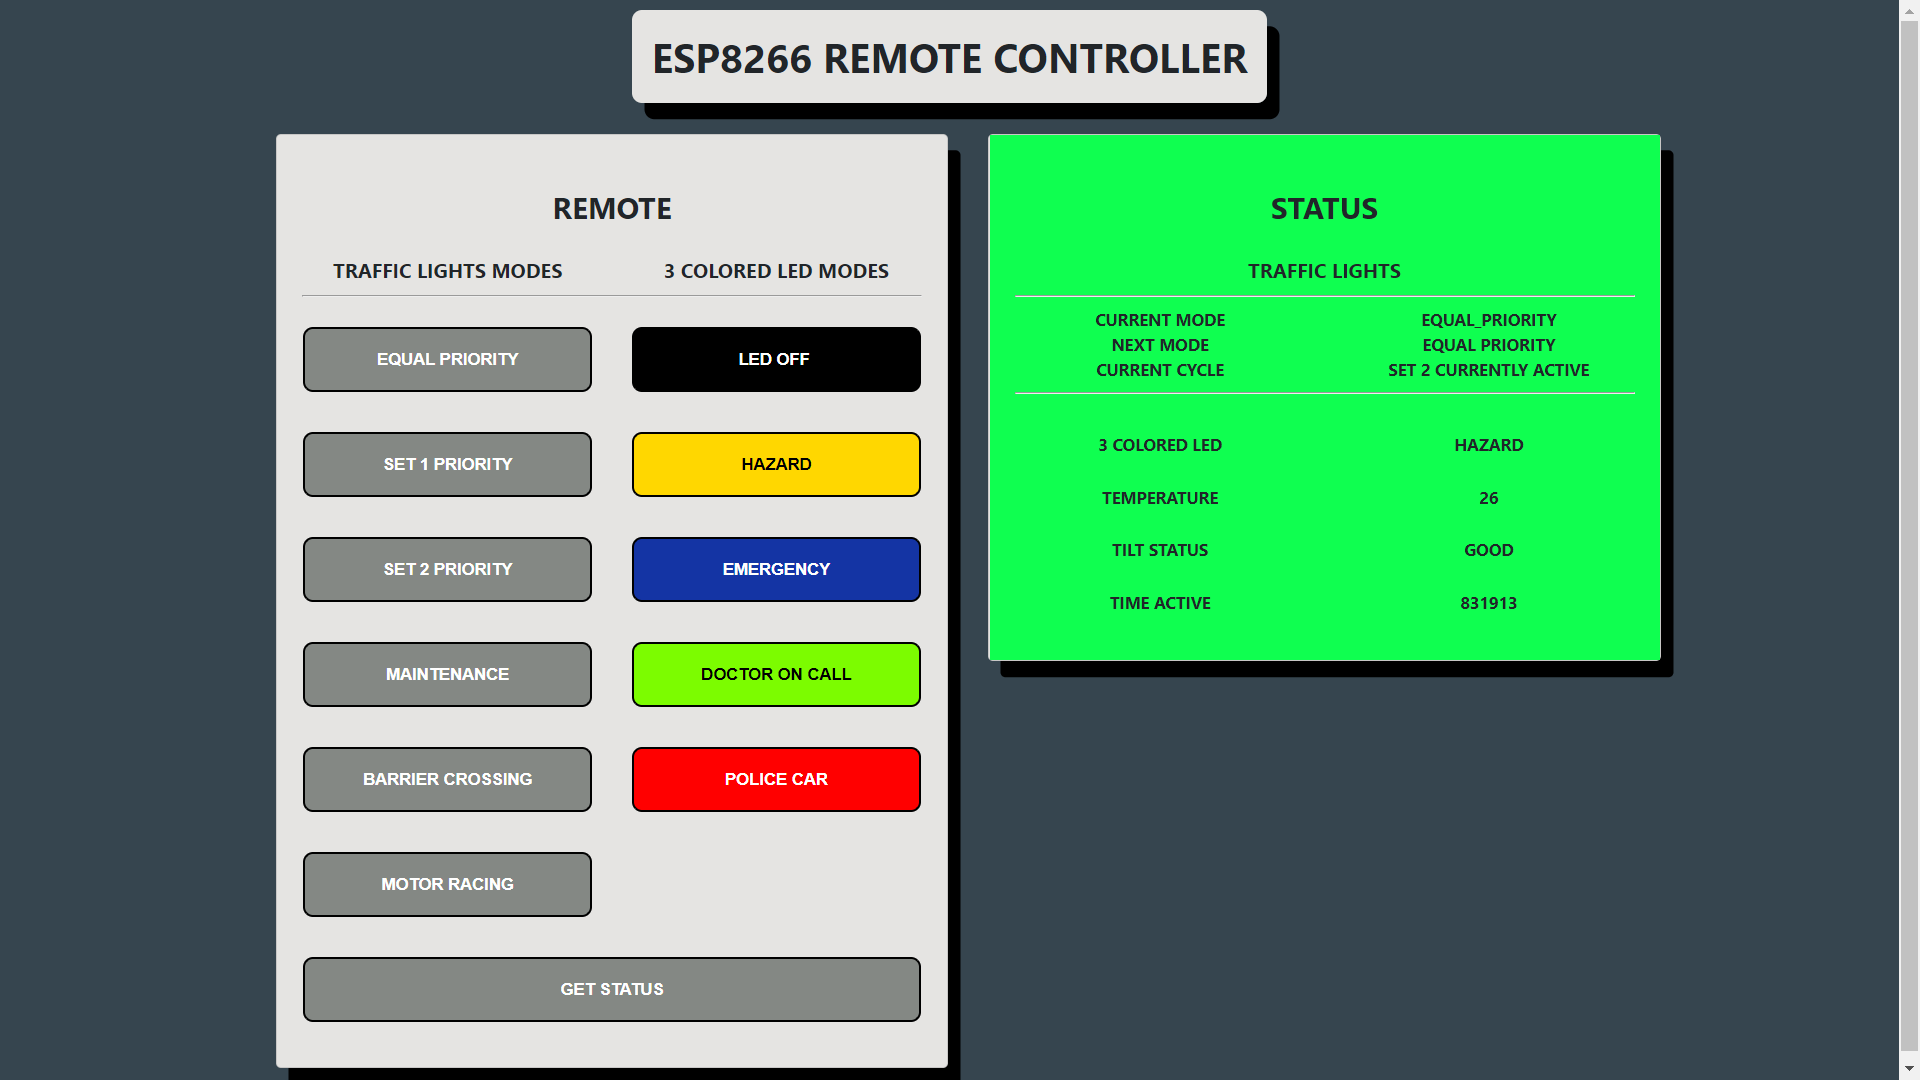 ESP8266 REMOTE CONTROLLER
REMOTE
TRAFFIC LIGHTS MODES 3 COLORED LED MODES
EQUAL PRIORITY LED OFF
SET 1 PRIORITY HAZARD
SET 2 PRIORITY EMERGENCY
MAINTENANCE DOCTOR ON CALL
BARRIER CROSSING POLICE CAR
MOTOR RACING
GET STATUS
STATUS
TRAFFIC LIGHTS
CURRENT MODE EQUAL_PRIORITY
NEXT MODE EQUAL PRIORITY
CURRENT CYCLE SET 2 CURRENTLY ACTIVE
3 COLORED LED HAZARD
TEMPERATURE 26
TILT STATUS GOOD
TIME ACTIVE 831913